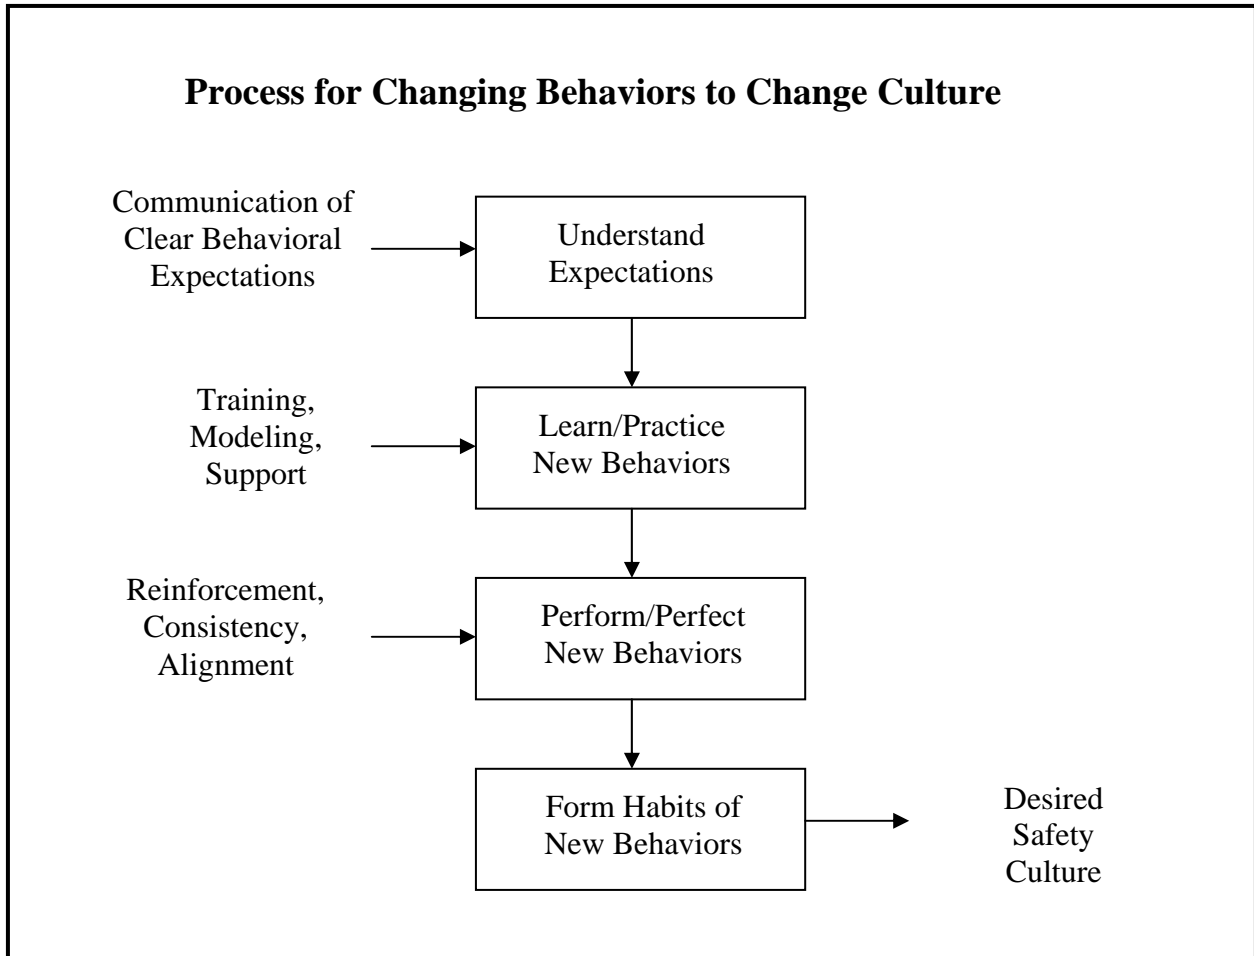 Process for Changing Behaviors to Change Culture
Communication of
Clear Behavioral
Expectations
Understand
Expectations
Training,
Modeling,
Support
Learn/Practice
New Behaviors
Reinforcement,
Consistency,
Alignment
Perform/Perfect
New Behaviors
Form Habits of
New Behaviors
Desired
Safety
Culture